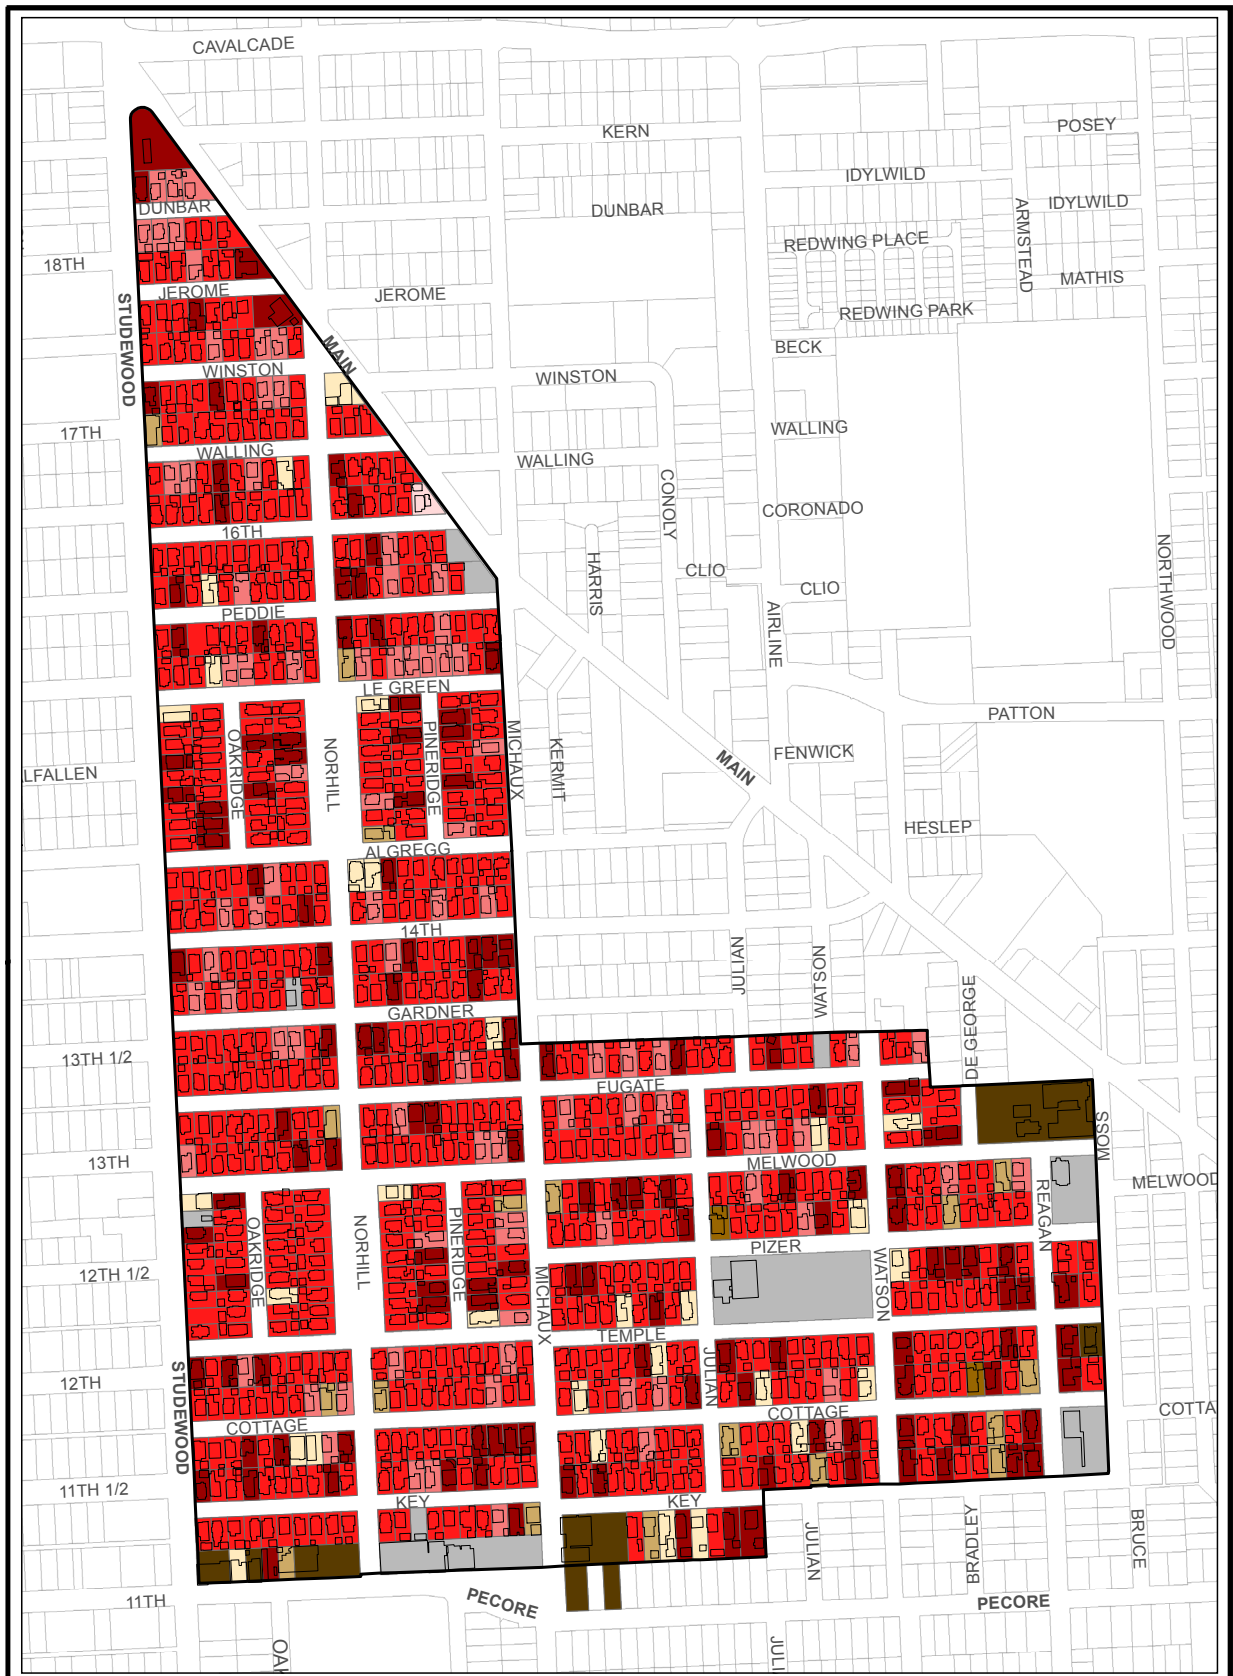 CAVALCADE
KERN
POSEY
IDYLWILD
DUNBAR
DUNBAR
ARMSTEAD
IDYLWILD
REDWING PLACE
18TH
MATHIS
JEROME
JEROME
REDWING PARK
STUDEWOOD
MAIN
BECK
WINSTON
WINSTON
17TH
WALLING
WALLING
WALLING
CONOLY
CORONADO
16TH
HARRIS
CLIO
CLIO
NORTHWOOD
PEDDIE
AIRLINE
LE GREEN
PATTON
OAKRIDGE
NORHILL
PINERIDGE
MICHAUX
KERMIT
MAIN
FENWICK
LFALLEN
HESLEP
ALGREGG
14TH
JULIAN
WATSON
DE GEORGE
GARDNER
13TH 1/2
FUGATE
MOSS
13TH
MELWOOD
MELWOOD
REAGAN
OAKRIDGE
NORHILL
PINERIDGE
PIZER
WATSON
12TH 1/2
MICHAUX
TEMPLE
JULIAN
STUDEWOOD
12TH
COTTAGE
COTTAGE
COTTA
11TH 1/2
KEY
KEY
JULIAN
BRADLEY
BRUCE
11TH
PECORE
PECORE
OAK
JULI